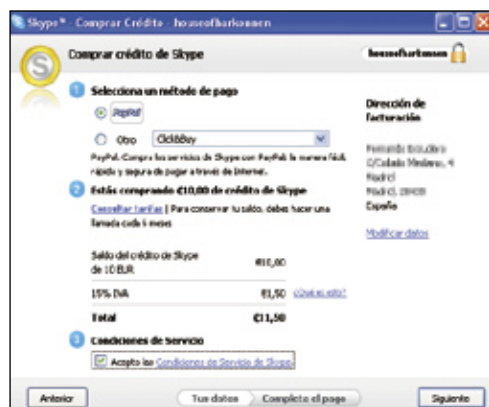 Skype™ - Comprar Crédito - houseofharkonnen
Comprar crédito de Skype
houseofharkonnen
1 Selecciona un método de pago
PayPal
Otro Click&Buy
PayPal. Compra los servicios de Skype con PayPal: la manera fácil,
rápida y segura de pagar a través de Internet.
2 Estás comprando €10,00 de crédito de Skype
Consultar tarifas | Para conservar tu saldo, debes hacer una
llamada cada 6 meses
Saldo del crédito de Skype
de 10 EUR €10,00
15% IVA €1,50 ¿Qué es esto?
Total €11,50
3 Condiciones de Servicio
Acepto las Condiciones de Servicio de Skype
Dirección de
facturación
Fernando
Madrid
Madrid,
España
Modificar datos
Anterior
Tus datos
Completa el pago
Siguiente